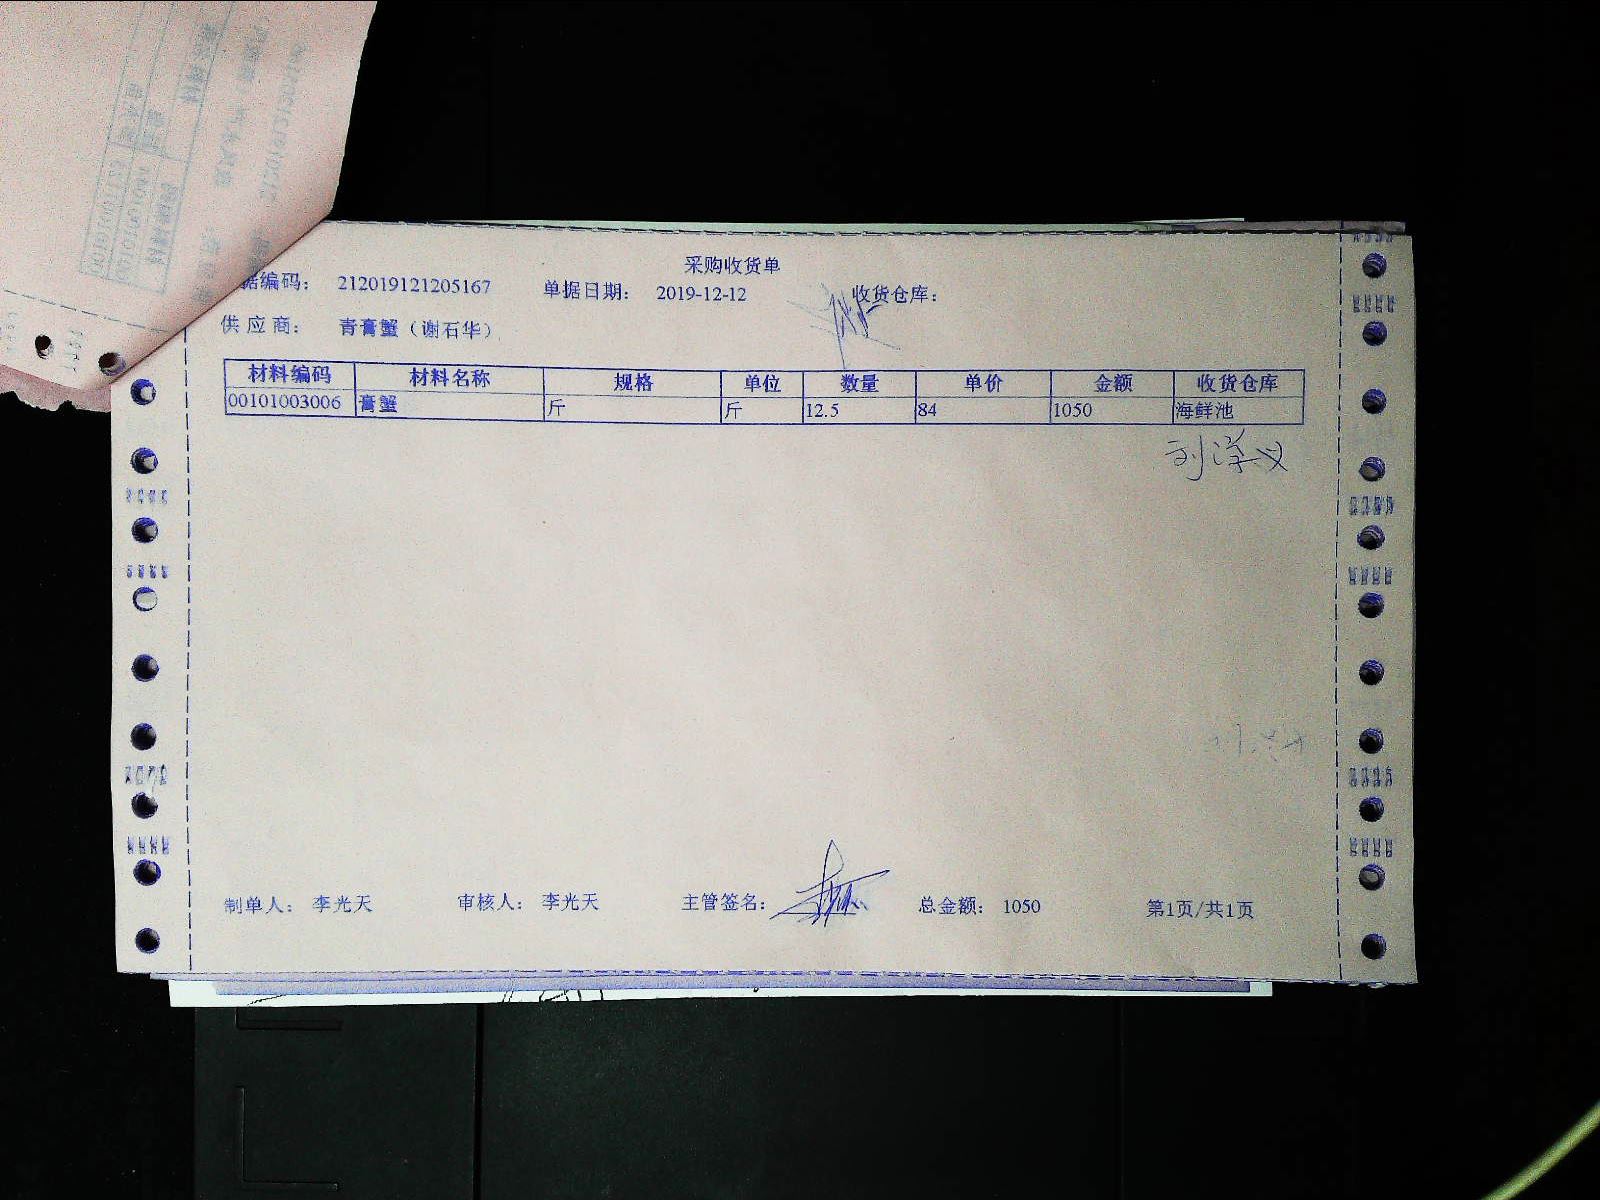 采购收货单
据编码： 212019121205167 单据日期： 2019-12-12 收货仓库：
供应商： 青膏蟹（谢石华）
材料编码 材料名称 规格 单位 数量 单价 金额 收货仓库
00101003006 膏蟹 斤 斤 12.5 84 1050 海鲜池
制单人： 李光天 审核人： 李光天 主管签名： 总金额： 1050 第1页/共1页